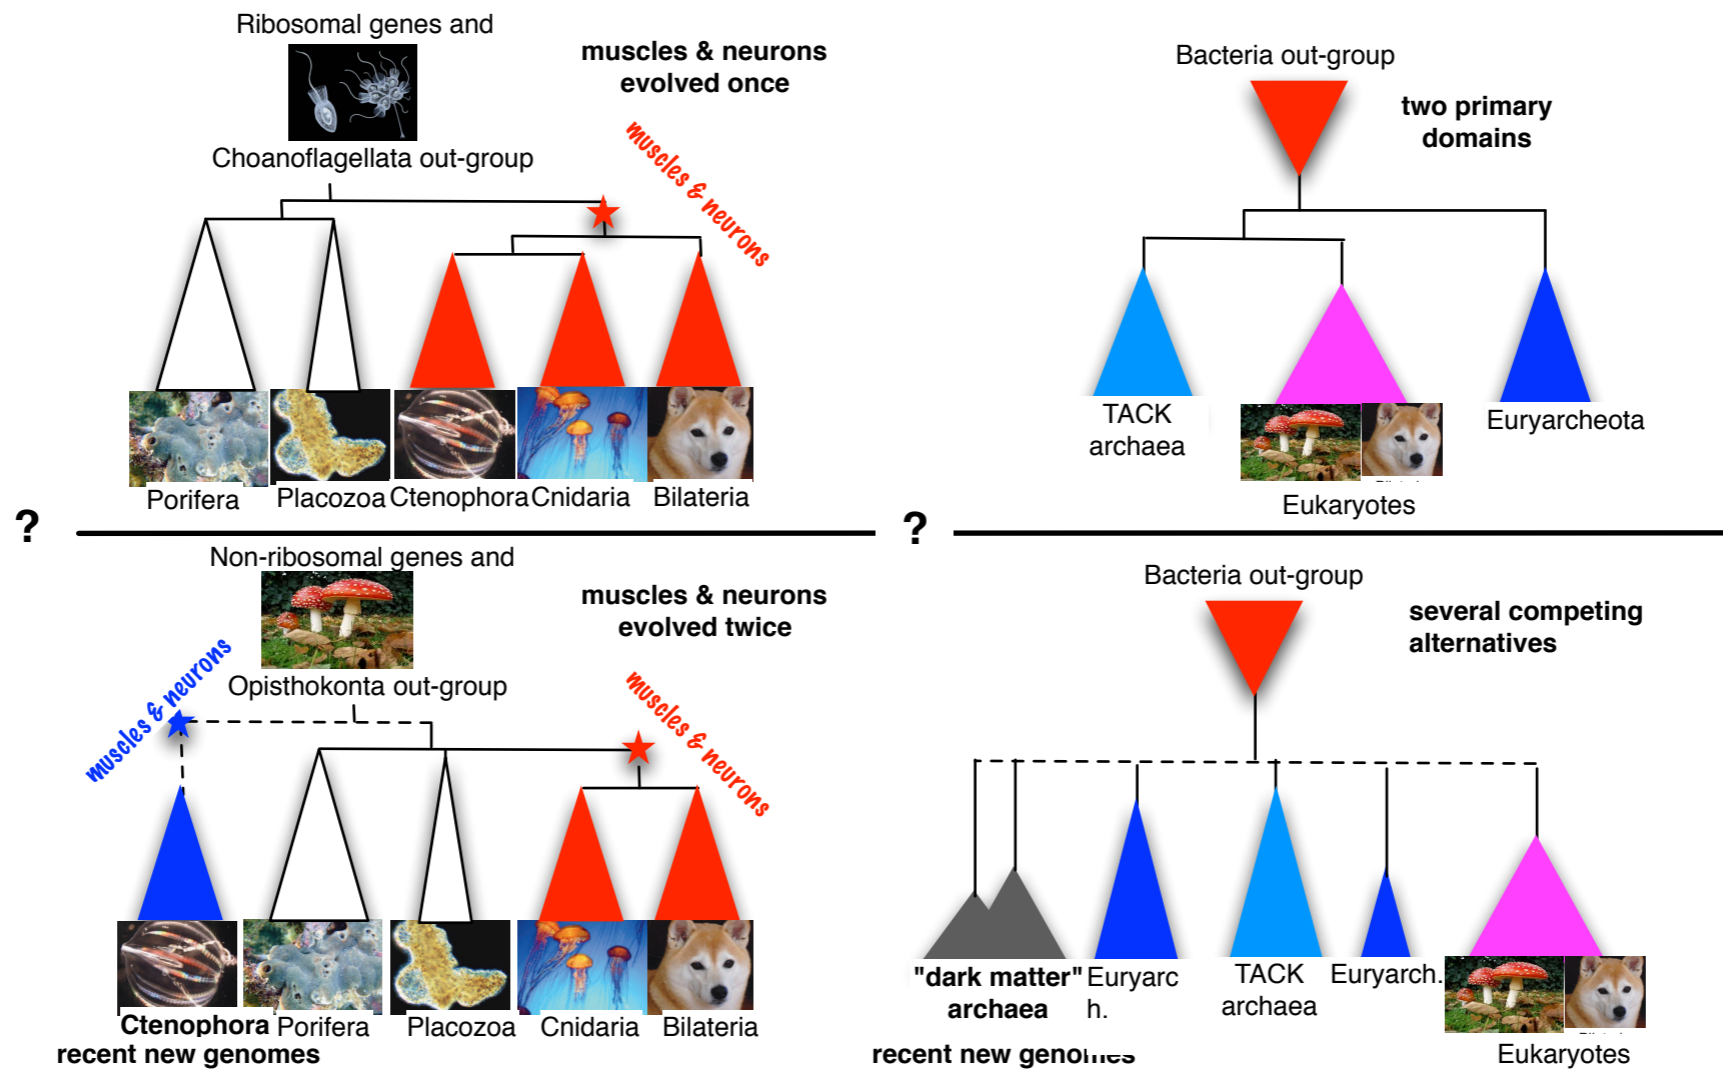 Ribosomal genes and
muscles & neurons
evolved once
Choanoflagellata out-group
muscles & neurons
Porifera
Placozoa
Ctenophora
Cnidaria
Bilateria
Bacteria out-group
two primary
domains
TACK
archaea
Eukaryotes
Euryarcheota
?
Non-ribosomal genes and
muscles & neurons
evolved twice
Opisthokonta out-group
muscles & neurons
muscles & neurons
Ctenophora
Porifera
Placozoa
Cnidaria
Bilateria
recent new genomes
?
Bacteria out-group
several competing
alternatives
"dark matter"
archaea
Euryarc
h.
TACK
archaea
Euryarch.
Eukaryotes
recent new genomes